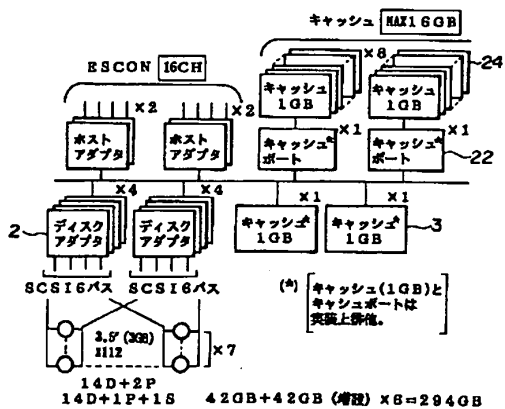 キャッシュ MAX16GB
ESCON 16CH
×8
24
キャッシュ
1GB
キャッシュ
1GB
×2
×2
ホスト
アダプタ
ホスト
アダプタ
×1
×1
キャッシュ*
ポート
キャッシュ*
ポート
22
×4
×4
×1
×1
2
ディスク
アダプタ
ディスク
アダプタ
キャッシュ*
1GB
キャッシュ*
1GB
3
SCSI6パス
SCSI6パス
(*) キャッシュ(1GB)と
キャシュポートは
実装上排他。
3.5" (3GB)
X112
×7
14D+2P
14D+1P+1S
42GB+42GB (増設) ×6=294GB